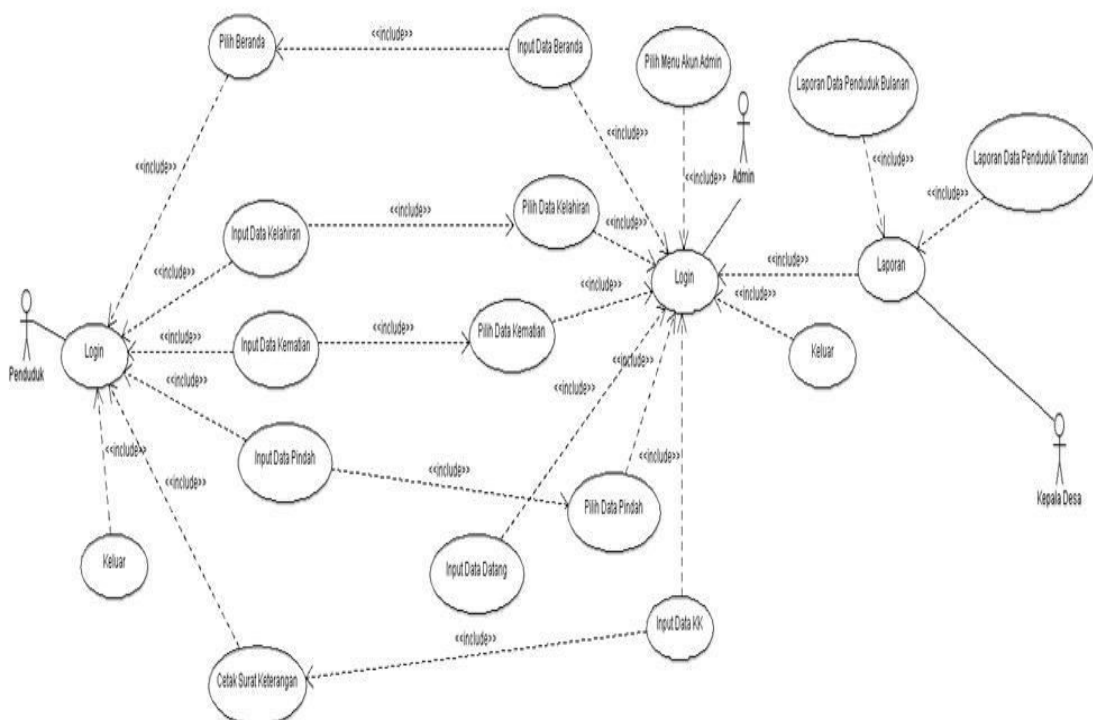 Pilih Beranda
<<include>>
Input Data Beranda
Pilih Menu Akun Admin
Laporan Data Penduduk Bulanan
Laporan Data Penduduk Tahunan
Admin
<<include>>
<<include>>
<<include>>
<<include>>
<<include>>
Input Data Kelahiran
<<include>>
Pilih Data Kelahiran
<<include>>
<<include>>
Login
<<include>>
Laporan
<<include>>
<<include>>
Penduduk
Login
<<include>>
Input Data Kematian
<<include>>
Pilih Data Kematian
<<include>>
Keluar
<<include>>
<<include>>
<<include>>
Input Data Pindah
<<include>>
<<include>>
<<include>>
<<include>>
Pilih Data Pindah
Kepala Desa
Keluar
Input Data Datang
<<include>>
Input Data KK
Cetak Surat Keterangan